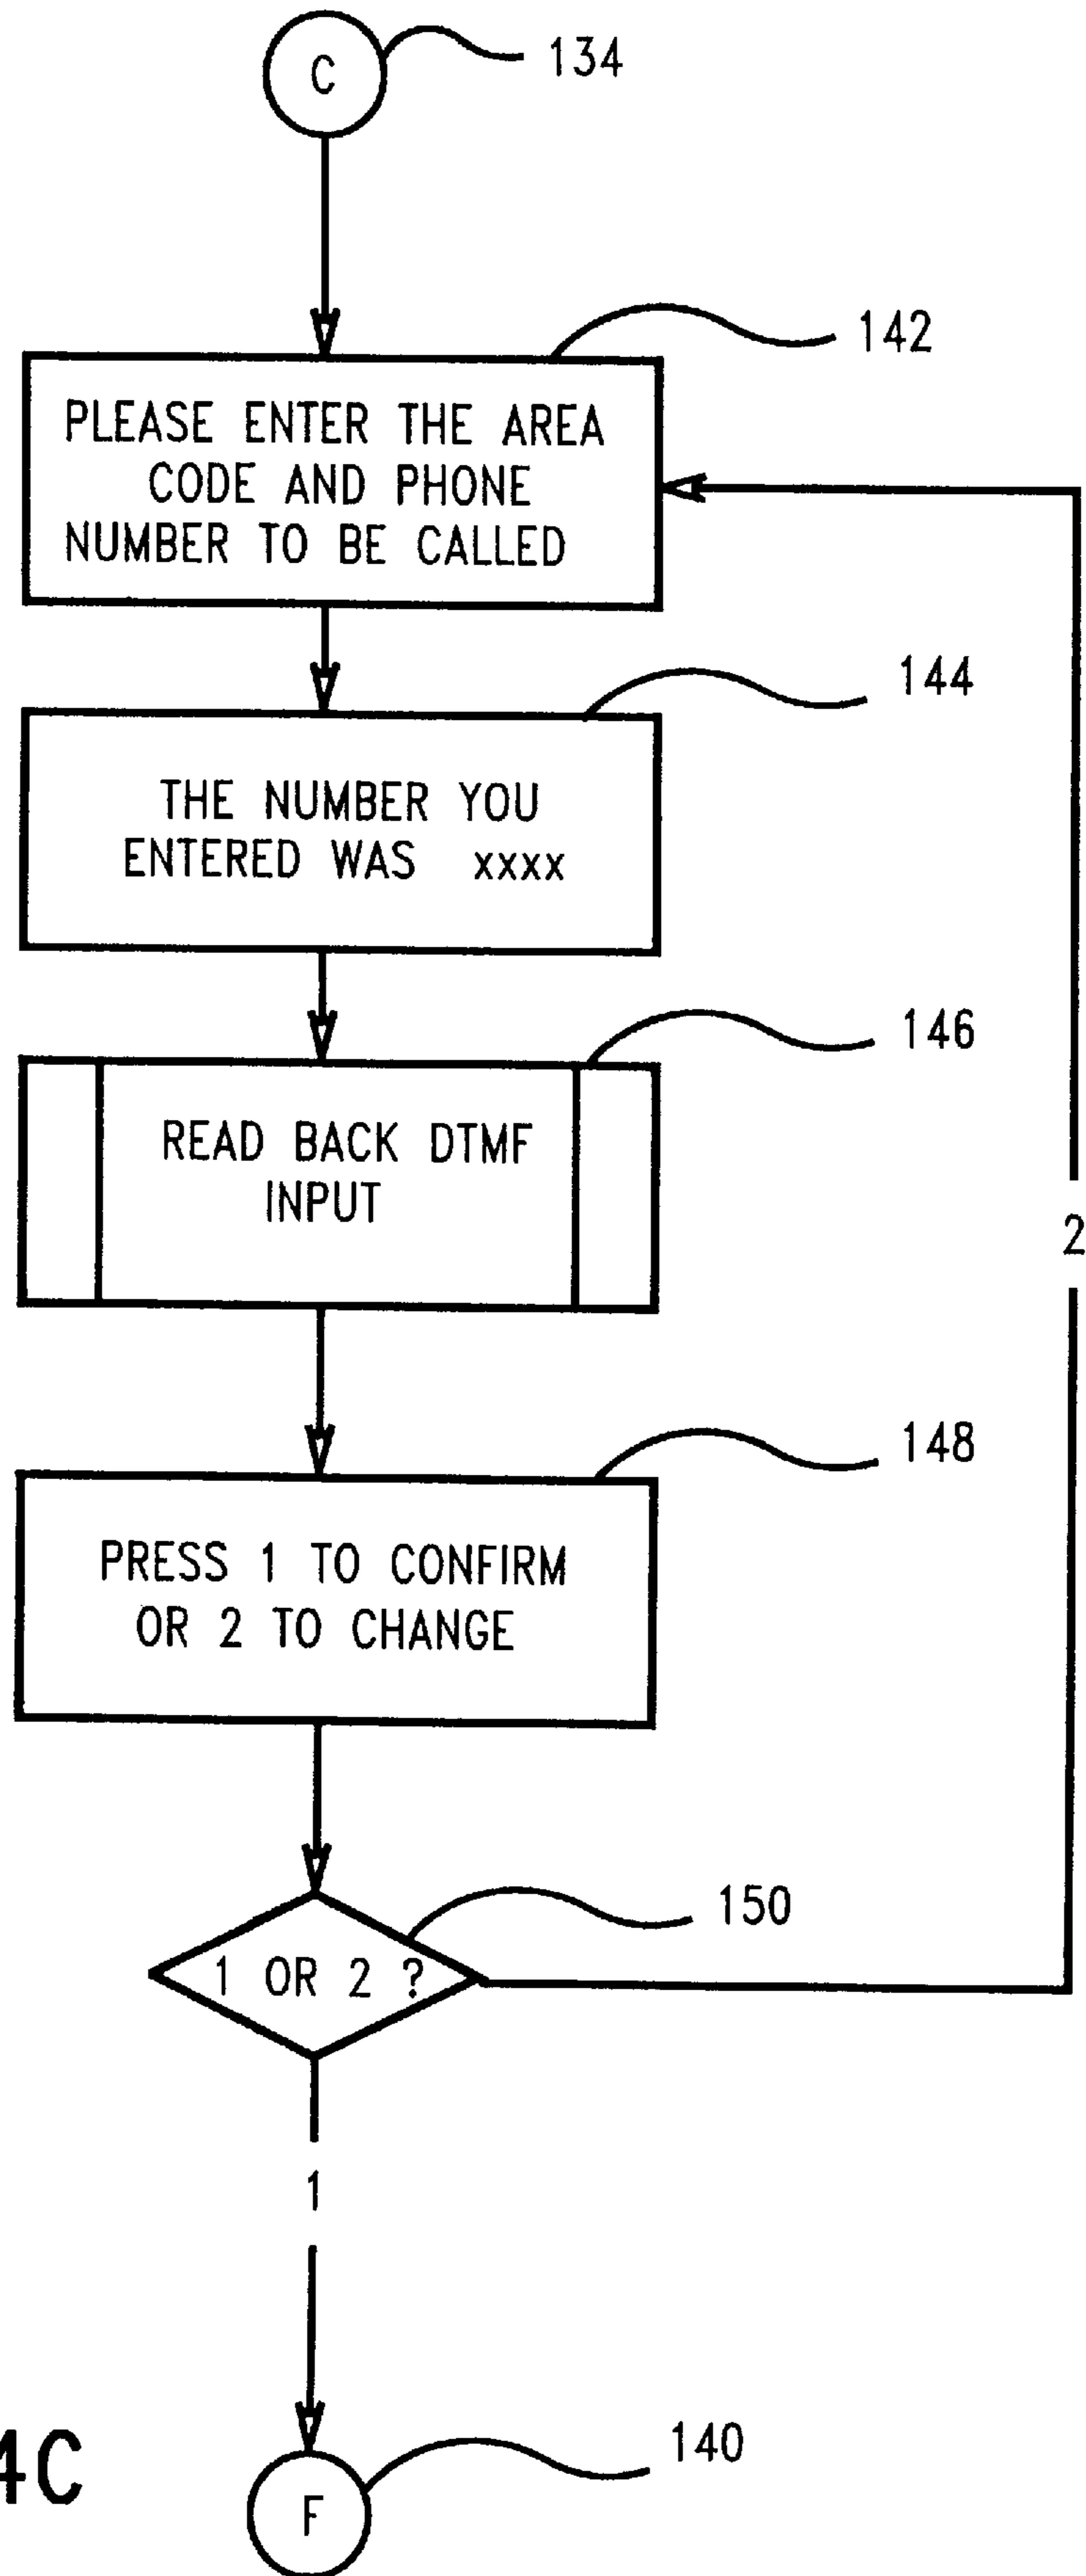 C
134
142
PLEASE ENTER THE AREA
CODE AND PHONE
NUMBER TO BE CALLED
144
THE NUMBER YOU
ENTERED WAS xxxx
146
READ BACK DTMF
INPUT
2
148
PRESS 1 TO CONFIRM
OR 2 TO CHANGE
150
1 OR 2 ?
1
140
4C
F